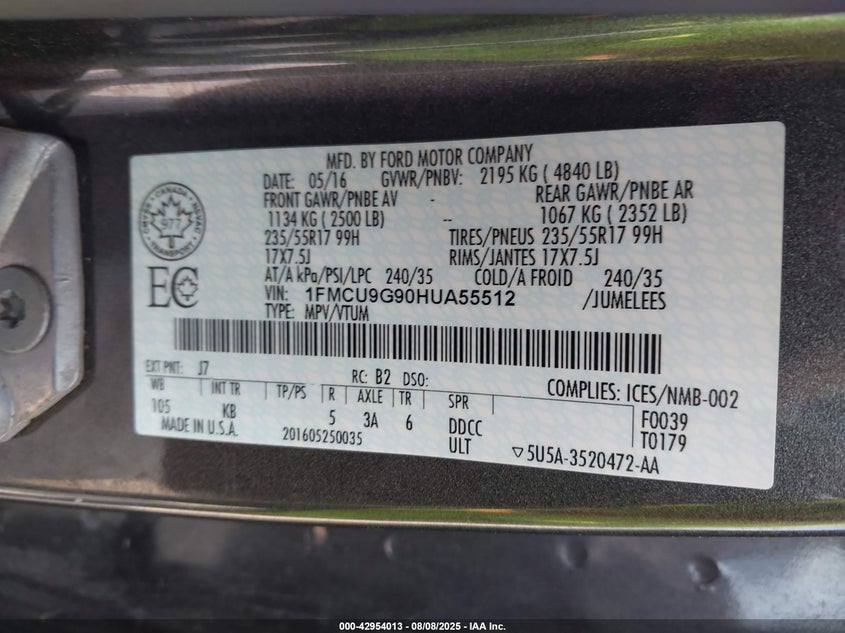 MFD. BY FORD MOTOR COMPANY
DATE: 05/16 GVWR/PNBV: 2195 KG ( 4840 LB)
FRONT GAWR/PNBE AV - REAR GAWR/PNBE AR
1134 KG ( 2500 LB) -- 1067 KG ( 2352 LB)
235/55R17 99H TIRES/PNEUS 235/55R17 99H
17X7.5J RIMS/JANTES 17X7.5J
AT/A kPa/PSI/LPC 240/35 COLD/A FROID 240/35
VIN: 1FMCU9G90HUA55512 /JUMELEES
TYPE: MPV/VTUM
CANADA
977
TRANSPORT
EC
EXT PNT: J7 RC: B2 DSO:
WB INT TR TP/PS R AXLE TR SPR
COMPLIES: ICES/NMB-002
105 KB 5 3A 6 DDCC F0039
MADE IN U.S.A. 201605250035 ULT T0179
▽5U5A-3520472-AA
000-42954013 - 08/08/2025 - IAA Inc.